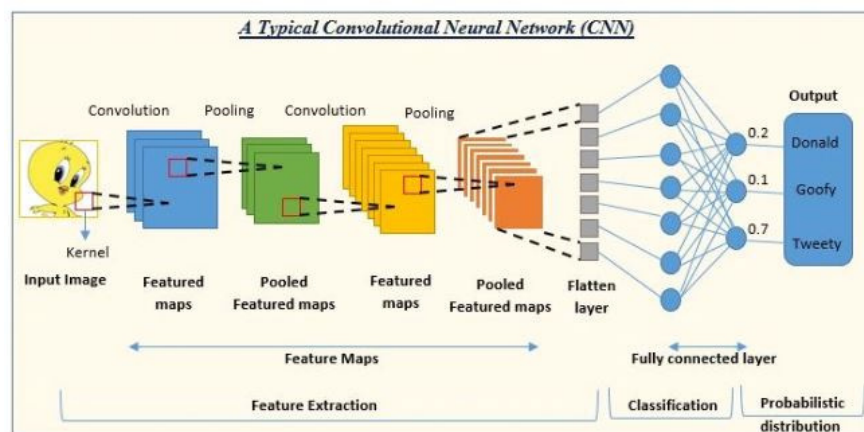 A Typical Convolutional Neural Network (CNN)
Convolution
Pooling
Convolution
Pooling
Output
0.2
Donald
0.1
Goofy
0.7
Tweety
Kernel
Input Image
Featured
maps
Pooled
Featured maps
Featured
maps
Pooled
Featured maps
Flatten
layer
Feature Maps
Fully connected layer
Feature Extraction
Classification
Probabilistic
distribution